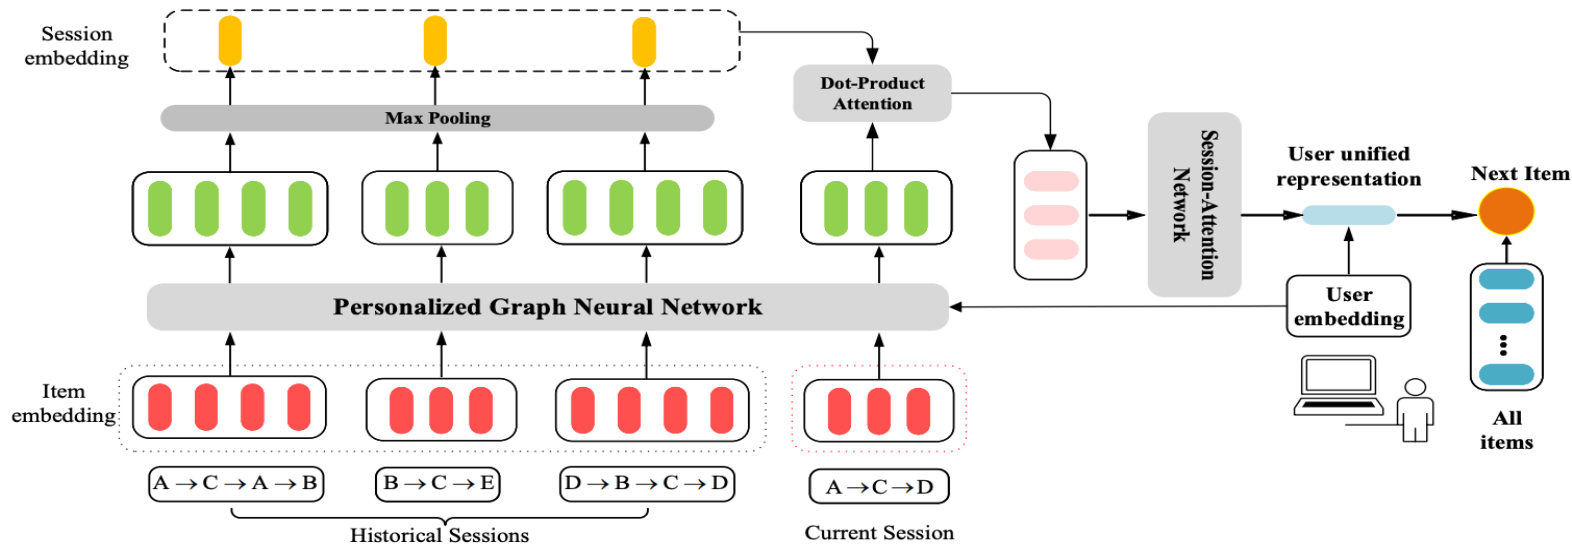 Session
embedding
Max Pooling
Dot-Product
Attention
Session-Attention
Network
User unified
representation
Next Item
Personalized Graph Neural Network
User
embedding
Item
embedding
All
items
A → C → A → B
B → C → E
D → B → C → D
A → C → D
Historical Sessions
Current Session